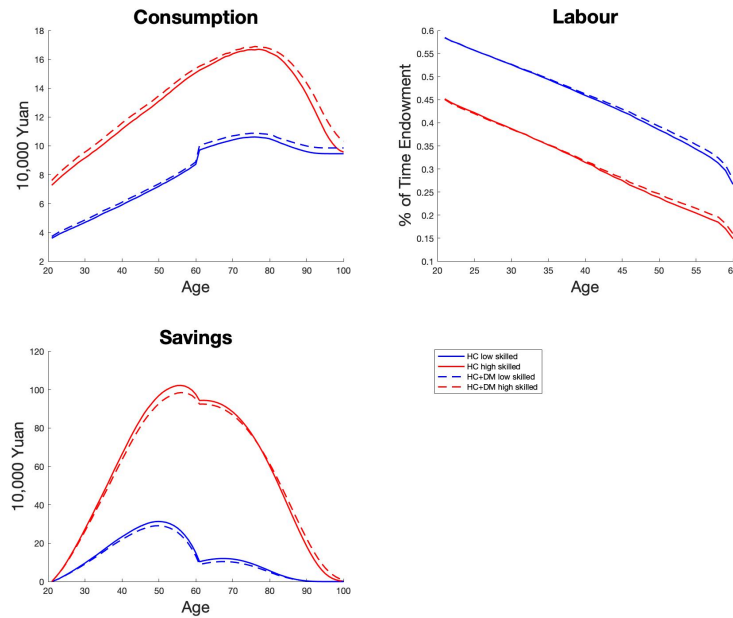 Consumption
18
16
14
12
10
8
6
4
2
10,000 Yuan
20 30 40 50 60 70 80 90 100
Age
Labour
0.6
0.55
0.5
0.45
0.4
0.35
0.3
0.25
0.2
0.15
0.1
% of Time Endowment
20 25 30 35 40 45 50 55
Age
Savings
120
100
80
60
40
20
0
10,000 Yuan
20 30 40 50 60 70 80 90 100
Age
HC low skilled
HC high skilled
HC+DM low skilled
HC+DM high skilled